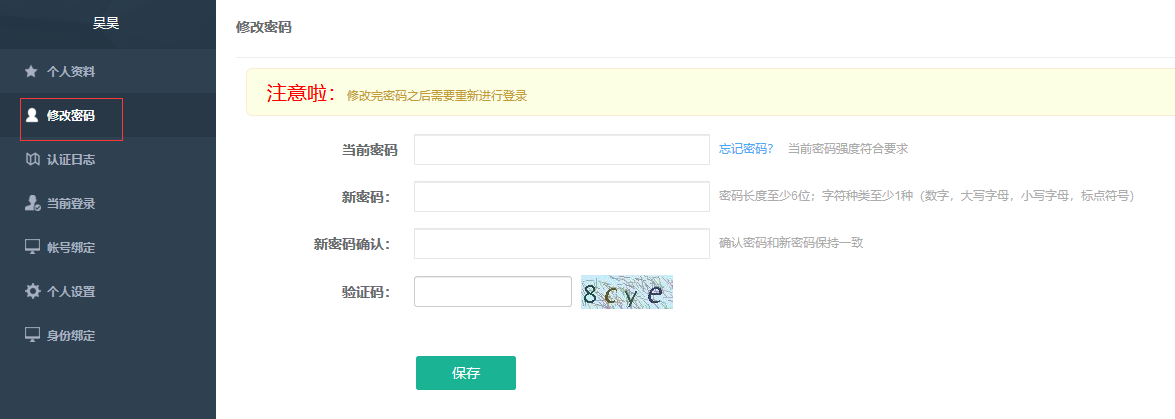 吴昊
个人资料
修改密码
认证日志
当前登录
帐号绑定
个人设置
身份绑定
修改密码
注意啦：修改完密码之后需要重新进行登录
当前密码 忘记密码？ 当前密码强度符合要求
新密码： 密码长度至少6位；字符种类至少1种（数字，大写字母，小写字母，标点符号）
新密码确认： 确认密码和新密码保持一致
验证码： 8cye
保存